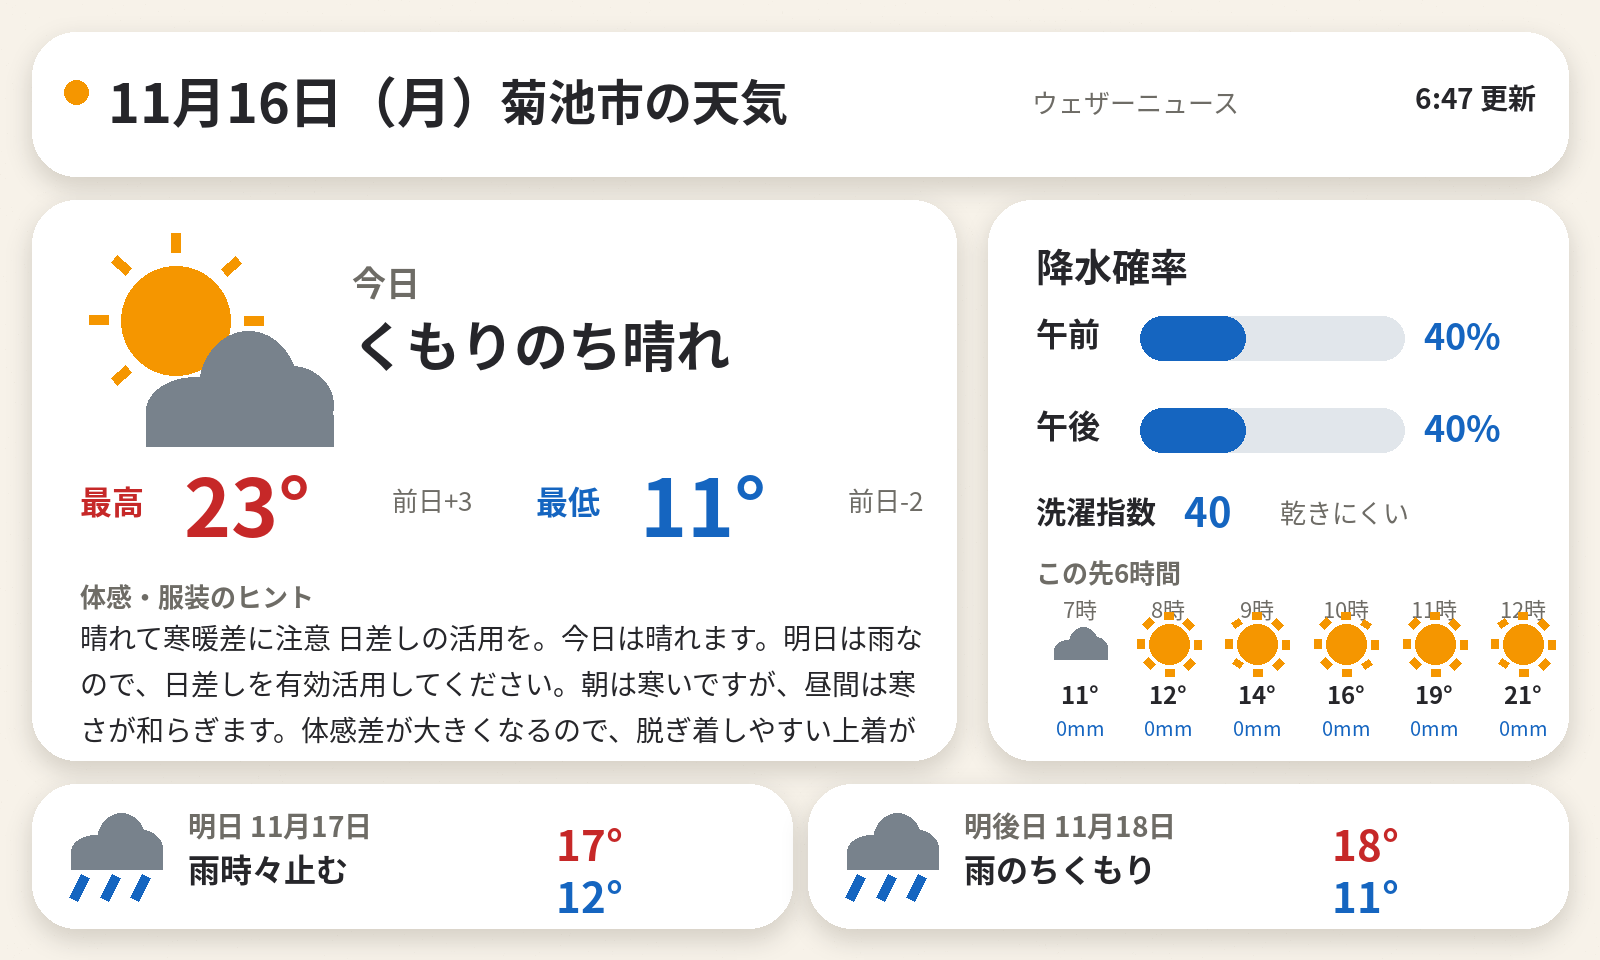 11月16日（月）菊池市の天気
ウェザーニュース
6:47 更新
今日
くもりのち晴れ
最高 23° 前日+3 最低 11° 前日-2
体感・服装のヒント
晴れて寒暖差に注意 日差しの活用を。今日は晴れます。明日は雨な
ので、日差しを有効活用してください。朝は寒いですが、昼間は寒
さが和らぎます。体感差が大きくなるので、脱ぎ着しやすい上着が
降水確率
午前 40%
午後 40%
洗濯指数 40 乾きにくい
この先6時間
7時 8時 9時 10時 11時 12時
11° 12° 14° 16° 19° 21°
0mm 0mm 0mm 0mm 0mm 0mm
明日 11月17日
雨時々止む
17°
12°
明後日 11月18日
雨のちくもり
18°
11°